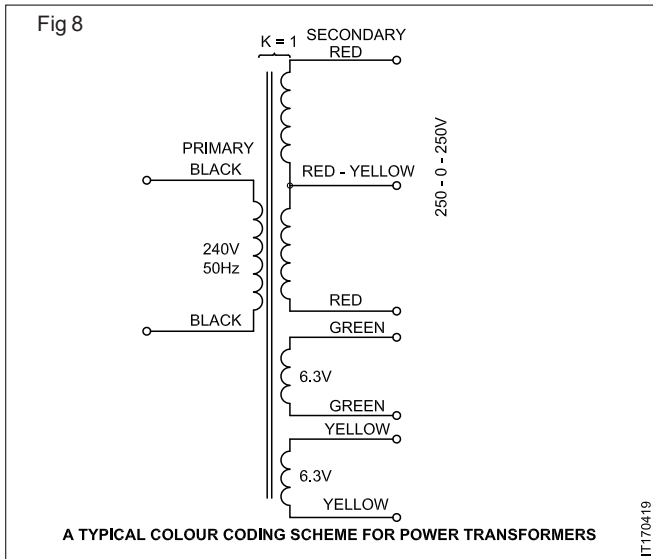 Fig 8
K = 1
SECONDARY
RED
PRIMARY
BLACK
RED - YELLOW
250 - 0 - 250V
240V
50Hz
RED
BLACK
GREEN
6.3V
GREEN
YELLOW
6.3V
YELLOW
A TYPICAL COLOUR CODING SCHEME FOR POWER TRANSFORMERS
IT170419